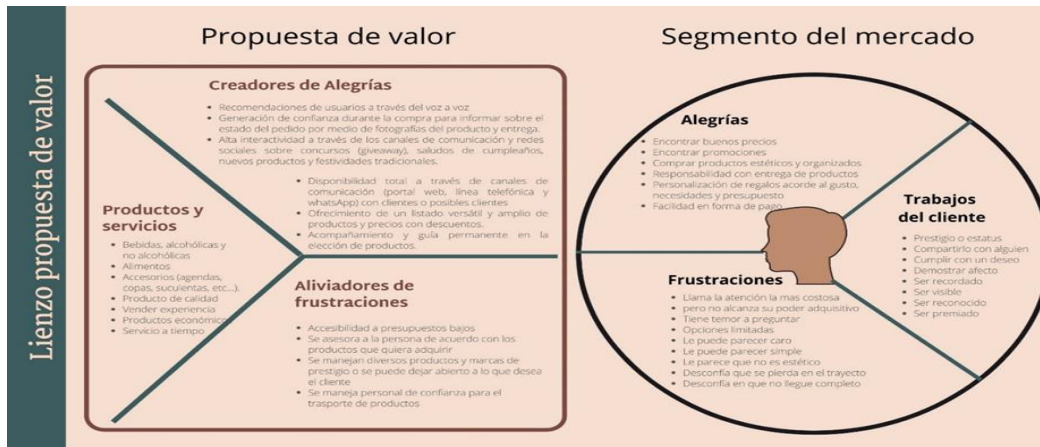 Lienzo propuesta de valor
Propuesta de valor
Creadores de Alegrías
• Recomendaciones de usuarios a través del voz a voz
• Generación de confianza durante la compra para informar sobre el
estado del pedido por medio de fotografías del producto y entrega.
• Alta interactividad a través de los canales de comunicación y redes
sociales sobre concursos (giveaway), saludos de cumpleaños,
nuevos productos y festividades tradicionales.
• Disponibilidad total a través de canales de
comunicación (portal web, línea telefónica y
whatsApp) con clientes o posibles clientes
• Ofrecimiento de un listado versátil y amplio de
productos y precios con descuentos.
• Acompañamiento y guía permanente en la
elección de productos.
Productos y
servicios
• Bebidas, alcohólicas y
no alcohólicas
• Alimentos
• Accesorios (agendas,
copas, suculentas, etc...).
• Producto de calidad
• Vender experiencia
• Productos económico
• Servicio a tiempo
Aliviadores de
frustraciones
• Accesibilidad a presupuestos bajos
• Se asesora a la persona de acuerdo con los
productos que quiera adquirir
• Se manejan diversos productos y marcas de
prestigio o se puede dejar abierto a lo que desea
el cliente
• Se maneja personal de confianza para el
trasporte de productos
Segmento del mercado
Alegrías
• Encontrar buenos precios
• Encontrar promociones
• Comprar productos estéticos y organizados
• Responsabilidad con entrega de productos
• Personalización de regalos acorde al gusto,
necesidades y presupuesto
• Facilidad en forma de pago
Trabajos
del cliente
• Prestigio o estatus
• Compartirlo con alguien
• Cumplir con un deseo
• Demostrar afecto
• Ser recordado
• Ser visible
• Ser reconocido
• Ser premiado
Frustraciones
• Llama la atención la mas costosa
• pero no alcanza su poder adquisitivo
• Tiene temor a preguntar
• Opciones limitadas
• Le puede parecer caro
• Le puede parecer simple
• Le parece que no es estético
• Desconfía que se pierda en el trayecto
• Desconfía en que no llegue completo